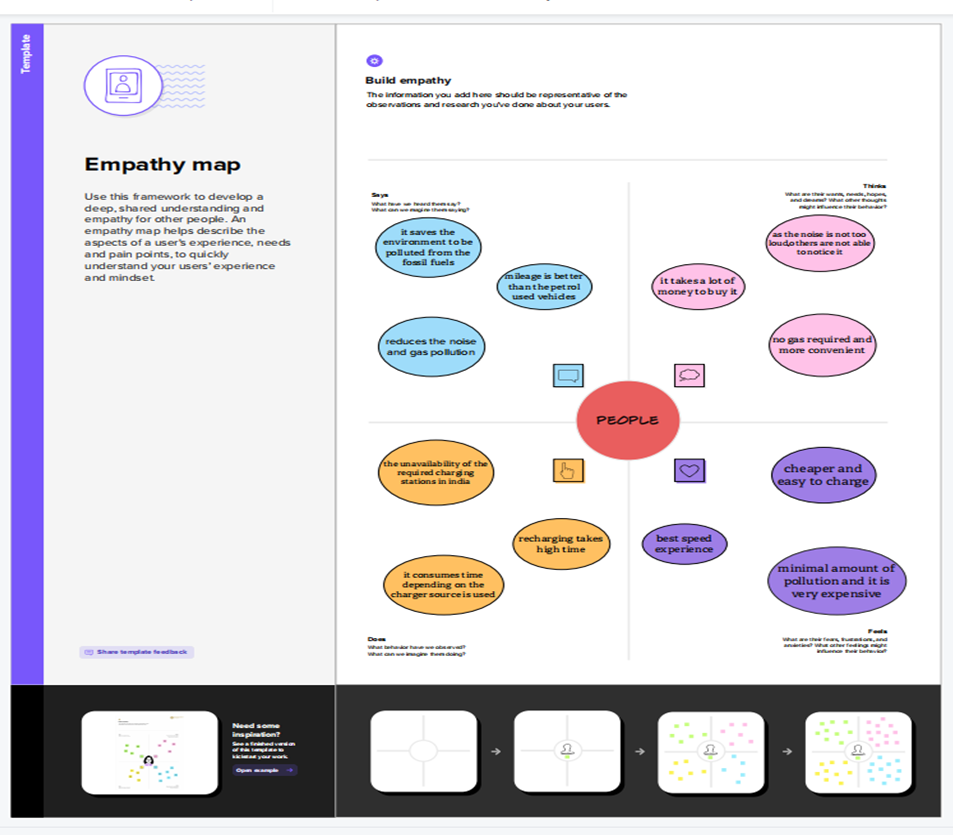 Template
Empathy map
Use this framework to develop a
deep, shared understanding and
empathy for other people. An
empathy map helps describe the
aspects of a user's experience, needs
and pain points, to quickly
understand your users' experience
and mindset.
Share template feedback
Build empathy
The information you add here should be representative of the
observations and research you've done about your users.
Says
What have we heard them say?
What can we imagine them saying?
it saves the
environment to be
polluted from the
fossil fuels
mileage is better
than the petrol
used vehicles
reduces the noise
and gas pollution
Thinks
What are their wants, needs, hopes,
and dreams? What other thoughts
might influence their behavior?
as the noise is not too
loud,others are not able
to notice it
it takes a lot of
money to buy it
no gas required and
more convenient
PEOPLE
the unavailability of the
required charging
stations in india
recharging takes
high time
it consumes time
depending on the
charger source is used
Does
What behavior have we observed?
What can we imagine them doing?
cheaper and
easy to charge
best speed
experience
minimal amount of
pollution and it is
very expensive
Feels
What are their fears, frustrations, and
anxieties? What other feelings might
influence their behavior?
Need some
inspiration?
See a finished version
of this template to
kickstart your work.
Open example